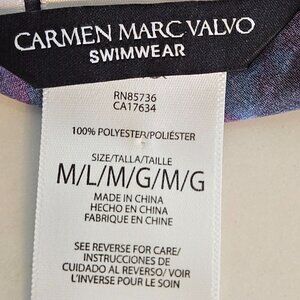 CARMEN MARC VALVO
SWIMWEAR
RN85736
CA17634
100% POLYESTER/POLIÉSTER
SIZE/TALLA/TAILLE
M/L/M/G/M/G
MADE IN CHINA
HECHO EN CHINA
FABRIQUE EN CHINE
SEE REVERSE FOR CARE/
INSTRUCCIONES DE
CUIDADO AL REVERSO/ VOIR
L'INVERSE POUR LE SOIN